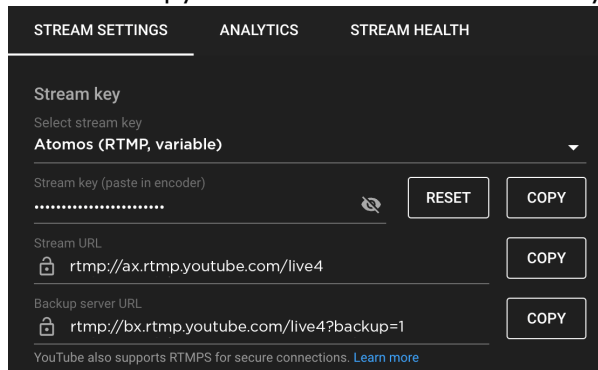 STREAM SETTINGS ANALYTICS STREAM HEALTH
Stream key
Select stream key
Atomos (RTMP, variable)
Stream key (paste in encoder)
••••••••••••••••••••••••
RESET COPY
Stream URL
rtmp://ax.rtmp.youtube.com/live4
COPY
Backup server URL
rtmp://bx.rtmp.youtube.com/live4?backup=1
COPY
YouTube also supports RTMPS for secure connections. Learn more